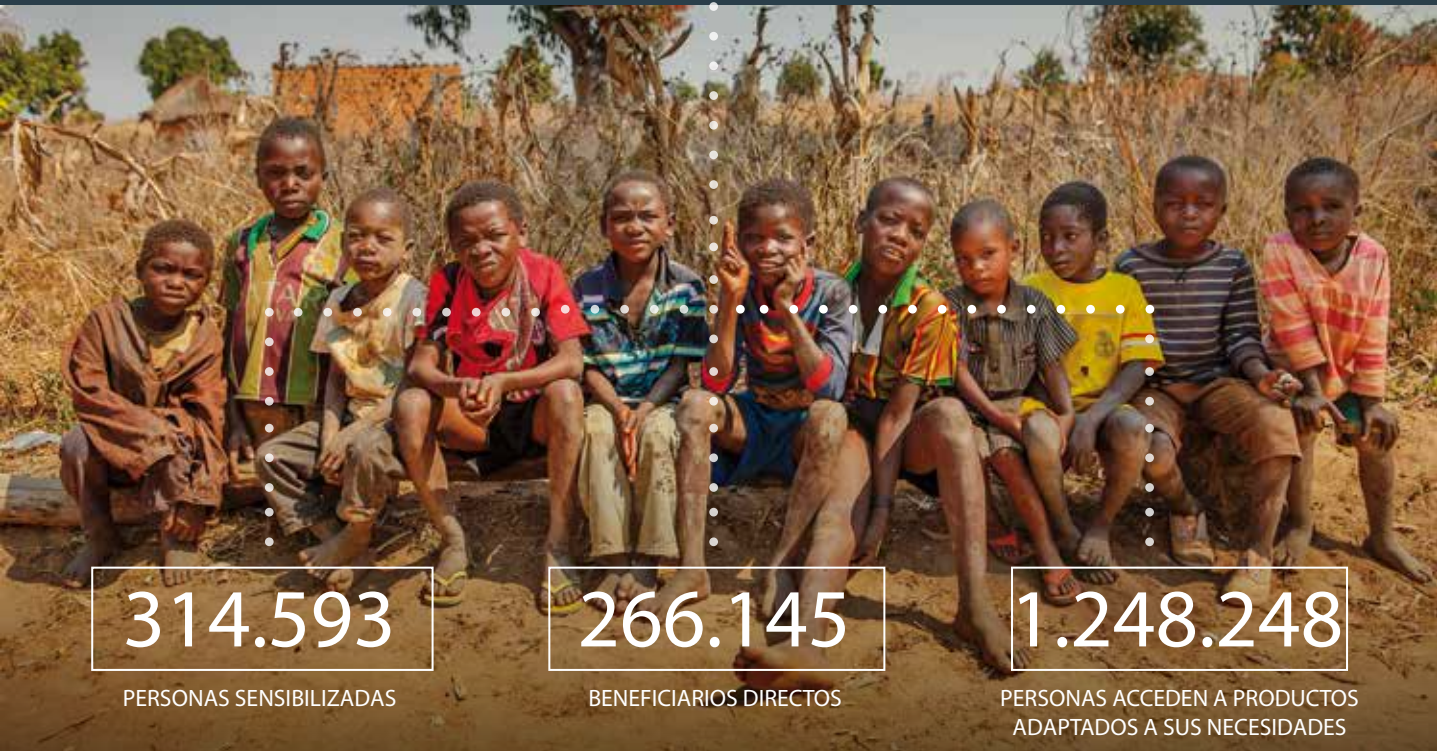 314.593
266.145
1.248.248
PERSONAS SENSIBILIZADAS
BENEFICIARIOS DIRECTOS
PERSONAS ACCEDEN A PRODUCTOS
ADAPTADOS A SUS NECESIDADES